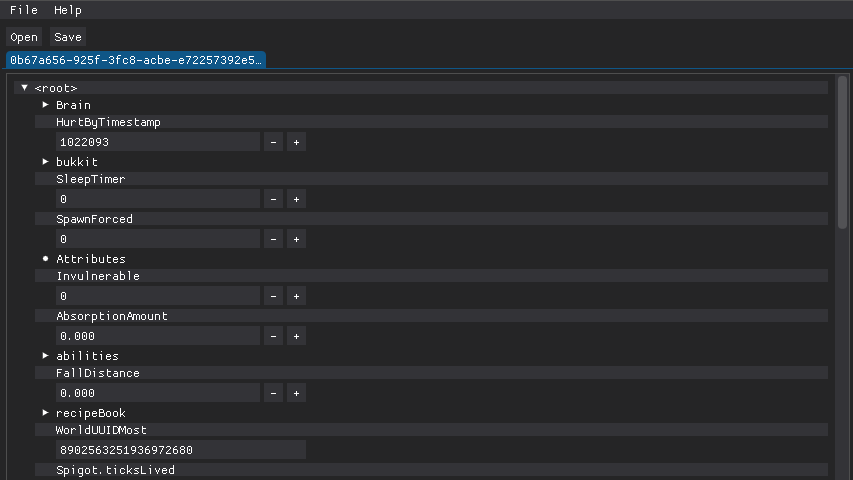 File Help
Open Save
0b67a656-925f-3fc8-acbe-e72257392e5…
<root>
Brain
HurtByTimestamp
1022093 - +
bukkit
SleepTimer
0 - +
SpawnForced
0 - +
Attributes
Invulnerable
0 - +
AbsorptionAmount
0.000 - +
abilities
FallDistance
0.000 - +
recipeBook
WorldUUIDMost
8902563251936972680
Spigot.ticksLived